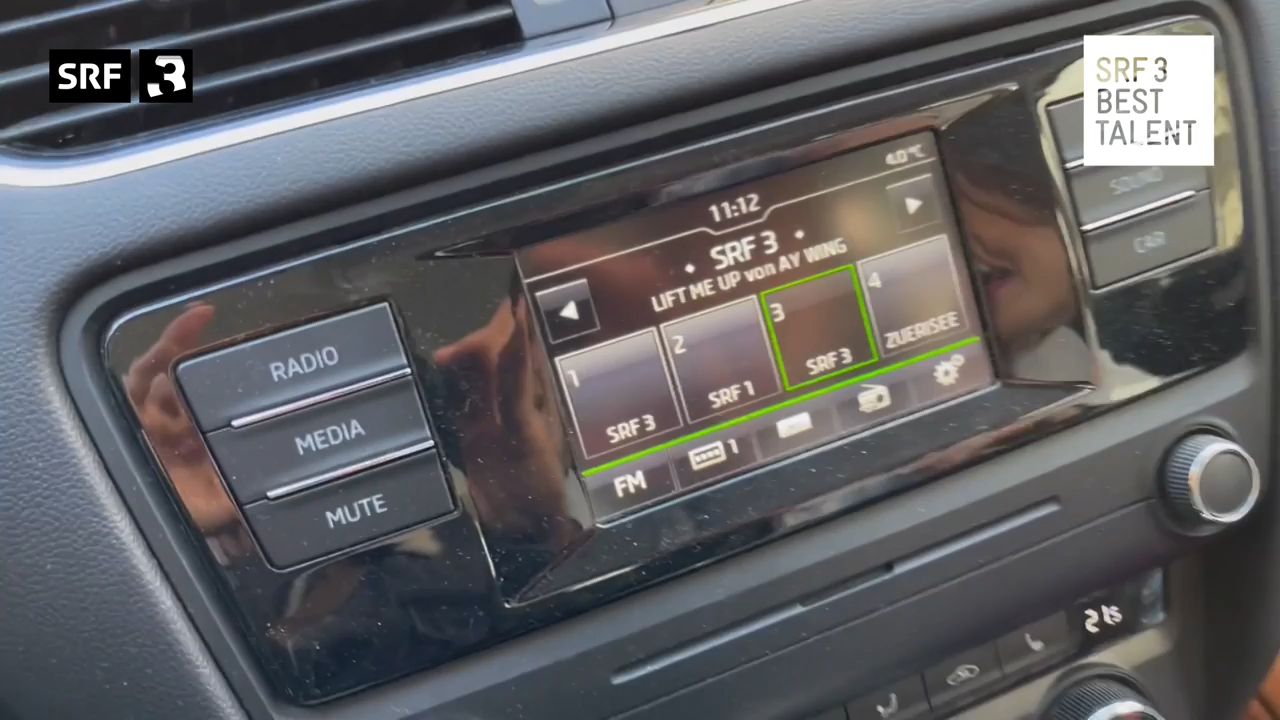 SRF 3
SRF 3
BEST
TALENT
4.0 °C
11:12
SRF 3
LIFT ME UP von AY WING
1
SRF 3
2
SRF 1
3
SRF 3
4
ZUERISEE
FM
1
RADIO
MEDIA
MUTE
SOUND
CAR